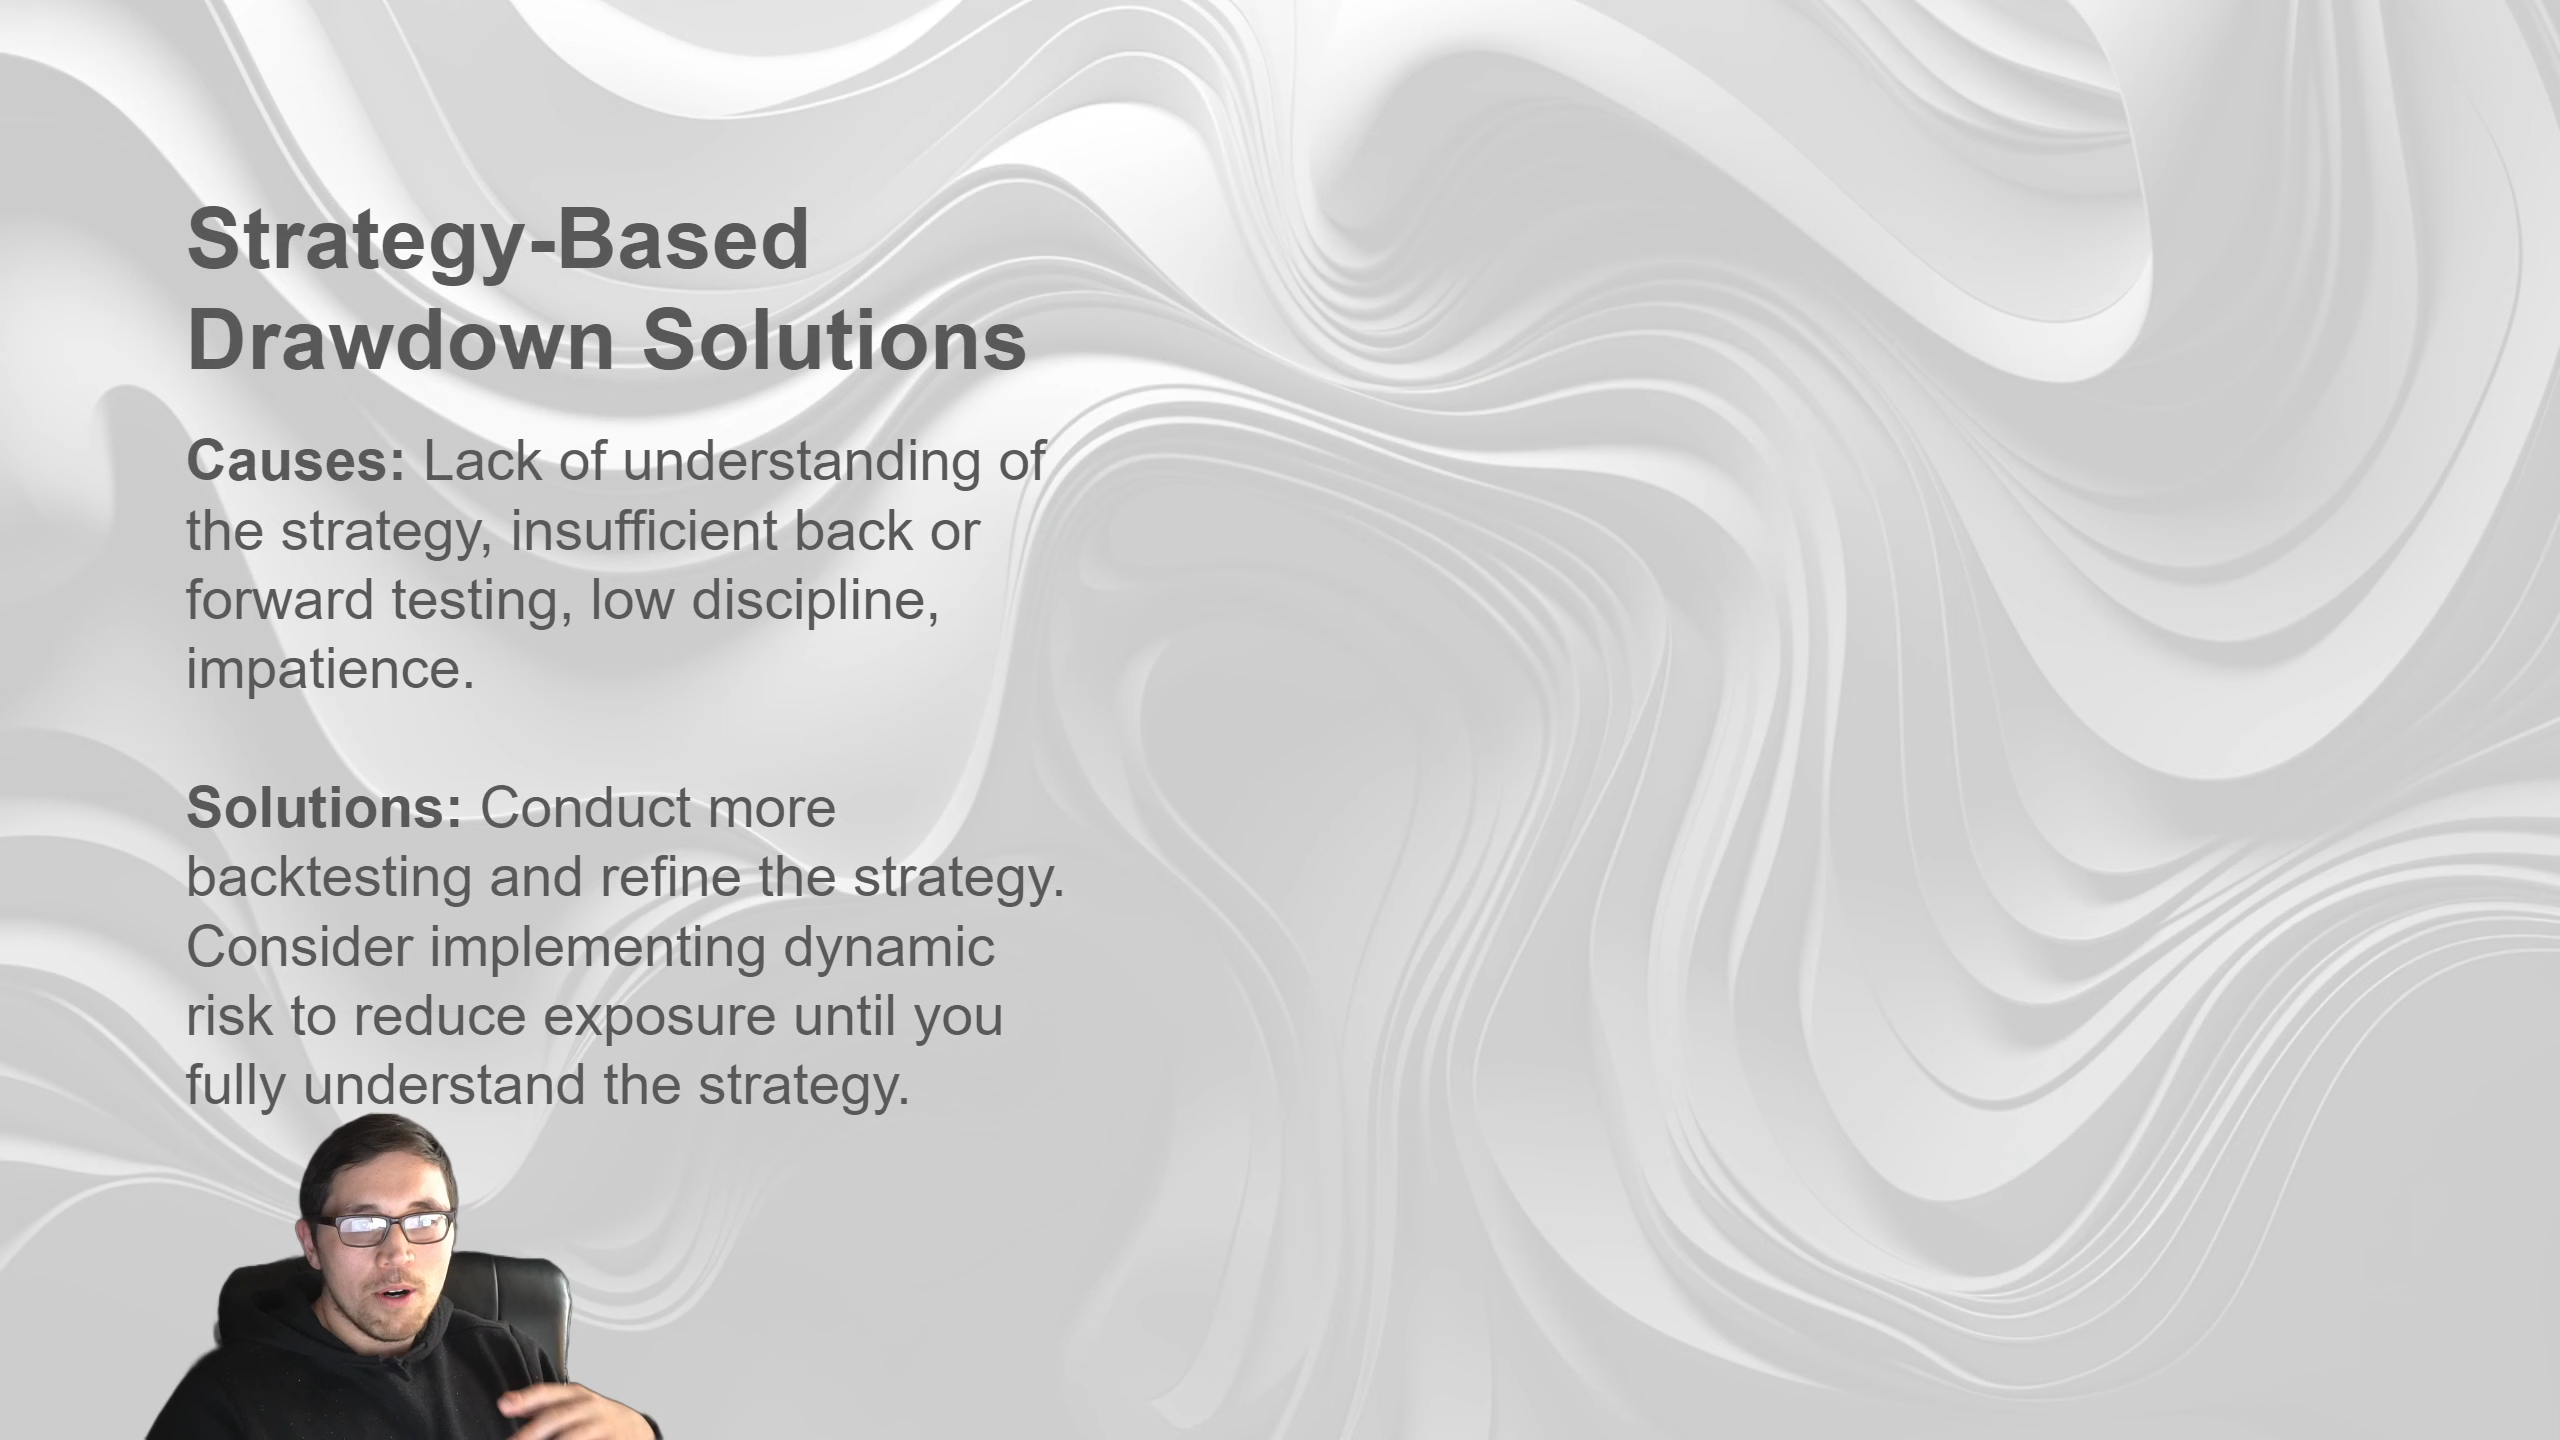 Strategy-Based
Drawdown Solutions
Causes: Lack of understanding of
the strategy, insufficient back or
forward testing, low discipline,
impatience.
Solutions: Conduct more
backtesting and refine the strategy.
Consider implementing dynamic
risk to reduce exposure until you
fully understand the strategy.